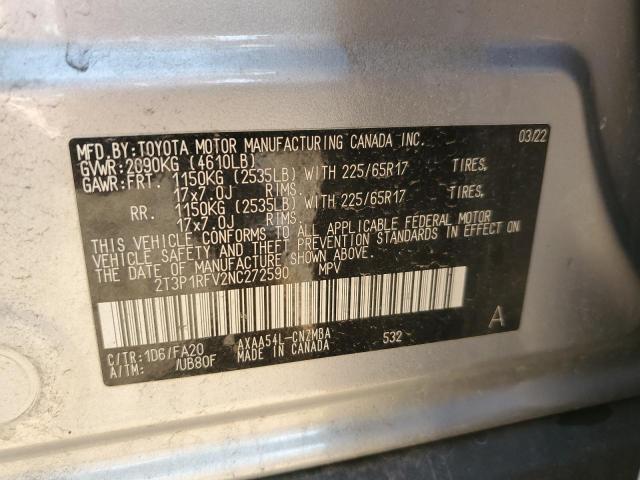 MFD.BY:TOYOTA MOTOR MANUFACTURING CANADA INC. 03/22
GVWR:2090KG (4610LB)
GAWR:FRT. 1150KG (2535LB) WITH 225/65R17 TIRES,
17x7.0J RIMS.
RR. 1150KG (2535LB) WITH 225/65R17 TIRES,
17x7.0J RIMS.
THIS VEHICLE CONFORMS TO ALL APPLICABLE FEDERAL MOTOR
VEHICLE SAFETY AND THEFT PREVENTION STANDARDS IN EFFECT ON
THE DATE OF MANUFACTURE SHOWN ABOVE.
2T3P1RFV2NC272590 MPV
C/TR:1D6/FA20 AXAA54L-CNZMBA 532 A
A/TM: /UB80F MADE IN CANADA